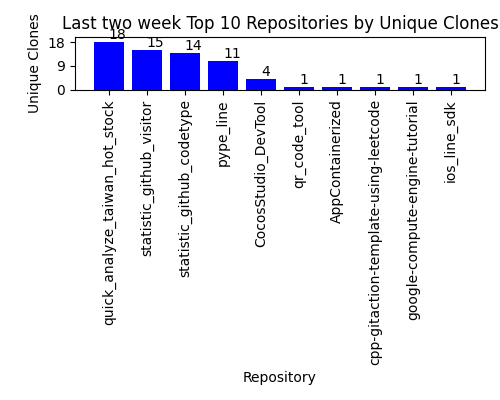 Last two week Top 10 Repositories by Unique Clones
Unique Clones
18
9
0
18
15
14
11
4
1
1
1
1
1
quick_analyze_taiwan_hot_stock
statistic_github_visitor
statistic_github_codetype
pype_line
CocosStudio_DevTool
qr_code_tool
AppContainerized
cpp-gitaction-template-using-leetcode
google-compute-engine-tutorial
ios_line_sdk
Repository